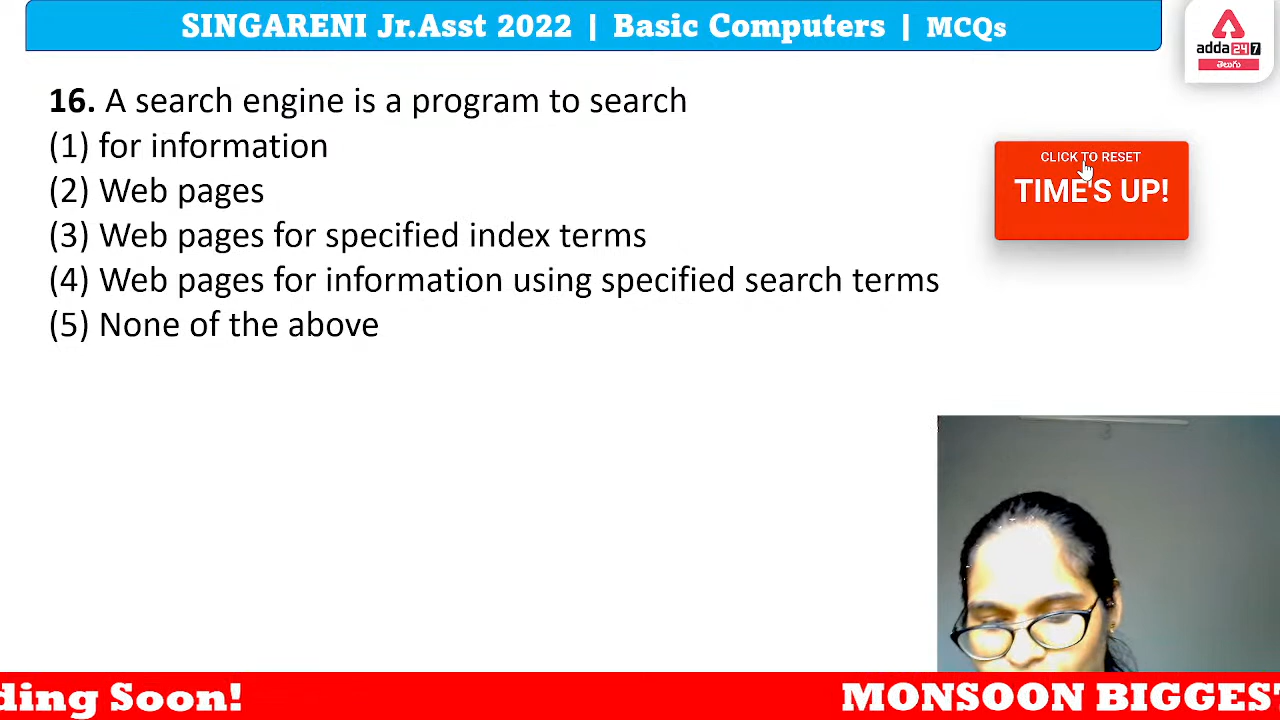 SINGARENI Jr.Asst 2022 | Basic Computers | MCQs
adda247
తెలుగు
16. A search engine is a program to search
(1) for information
(2) Web pages
(3) Web pages for specified index terms
(4) Web pages for information using specified search terms
(5) None of the above
CLICK TO RESET
TIME'S UP!
ding Soon!
MONSOON BIGGEST